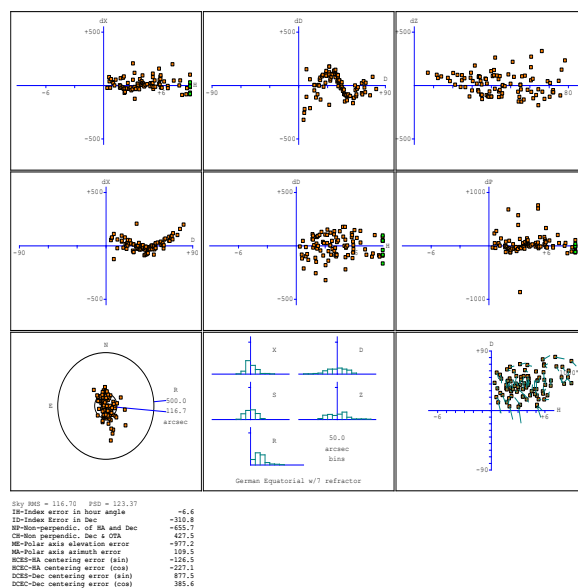 dX
+500
-6
+6
H
-500
dD
+500
-90
D
+90
-500
dZ
+500
80
-500
dX
+500
D
-90
+90
-500
dD
+500
-6
+6
H
-500
dP
+1000
-6
+6
H
-1000
N
E
R
500.0
116.7
arcsec
X
D
S
Z
R
50.0
arcsec
bins
German Equatorial w/7 refractor
D
+90
-6
+6
H
-90
Sky RMS = 116.70 PSD = 123.37
IH-Index error in hour angle -6.6
ID-Index Error in Dec -310.8
NP-Non-perpendic. of HA and Dec -655.7
CH-Non perpendic. Dec & OTA 427.5
ME-Polar axis elevation error -977.2
MA-Polar axis azimuth error 109.5
HCES-HA centering error (sin) -126.5
HCEC-HA centering error (cos) -227.1
DCES-Dec centering error (sin) 877.5
DCEC-Dec centering error (cos) 385.6